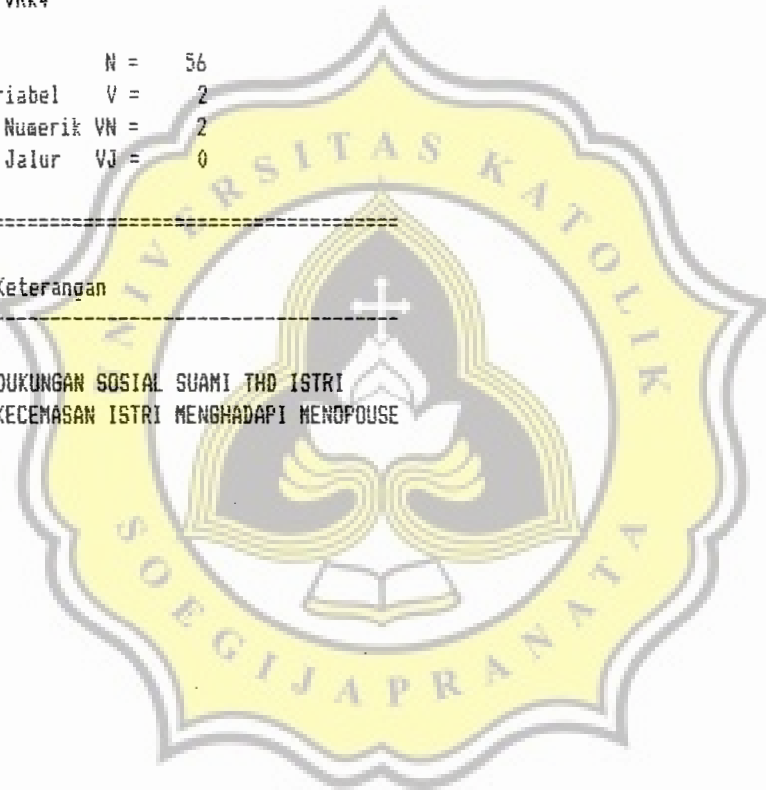 N = 56
riabel V = 2
Numerik VN = 2
Jalur VJ = 0
========================================
Keterangan
----------------------------------------
DUKUNGAN SOSIAL SUAMI THD ISTRI
KECEMASAN ISTRI MENGHADAPI MENOPOUSE
UNIVERSITAS KATOLIK
SOEGIJAPRANATA